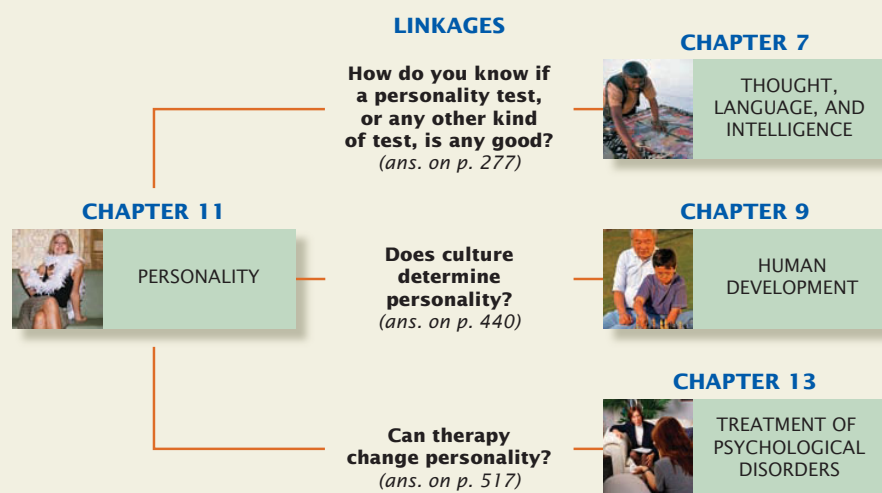 LINKAGES
How do you know if
a personality test,
or any other kind
of test, is any good?
(ans. on p. 277)
CHAPTER 7
THOUGHT,
LANGUAGE, AND
INTELLIGENCE
CHAPTER 11
PERSONALITY
Does culture
determine
personality?
(ans. on p. 440)
CHAPTER 9
HUMAN
DEVELOPMENT
Can therapy
change personality?
(ans. on p. 517)
CHAPTER 13
TREATMENT OF
PSYCHOLOGICAL
DISORDERS